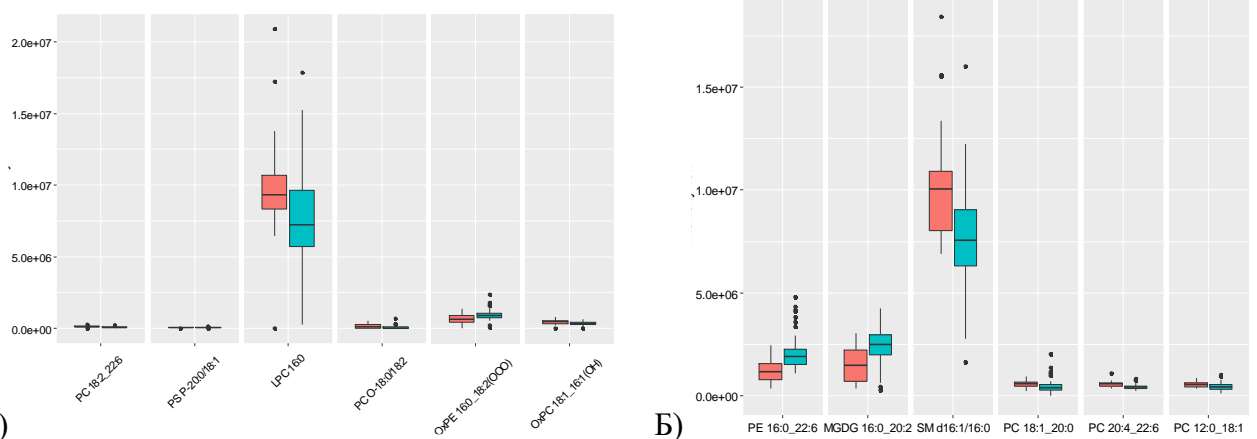 2.0e+07
1.5e+07
1.0e+07
5.0e+06
0.0e+00
PC 18:2_22:6
PS P-20:0/18:1
LPC 16:0
PC O-18:0/18:2
OxPE 16:0_18:2(OOO)
OxPC 18:1_16:1(OH)
)
1.5e+07
1.0e+07
5.0e+06
0.0e+00
PE 16:0_22:6 MGDG 16:0_20:2 SM d16:1/16:0 PC 18:1_20:0 PC 20:4_22:6 PC 12:0_18:1
Б)